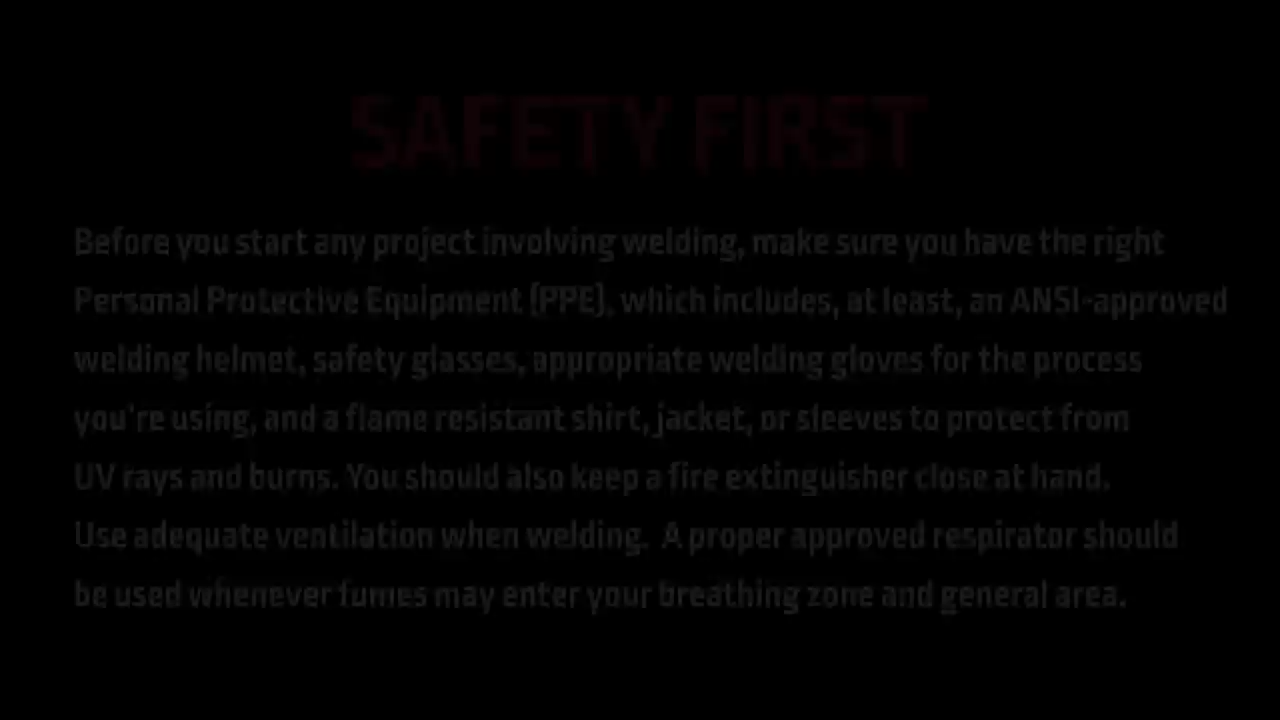 SAFETY FIRST
Before you start any project involving welding, make sure you have the right
Personal Protective Equipment (PPE), which includes, at least, an ANSI-approved
welding helmet, safety glasses, appropriate welding gloves for the process
you're using, and a flame resistant shirt, jacket, or sleeves to protect from
UV rays and burns. You should also keep a fire extinguisher close at hand.
Use adequate ventilation when welding.  A proper approved respirator should
be used whenever fumes may enter your breathing zone and general area.